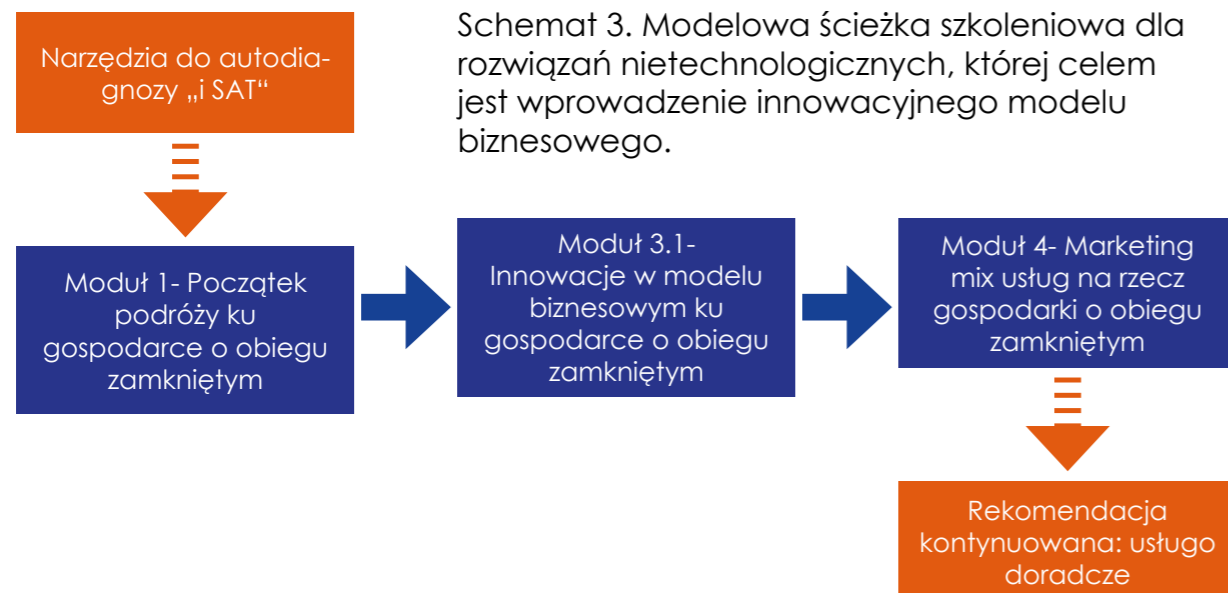 Narzędzia do autodia-
gnozy „i SAT“
Schemat 3. Modelowa ścieżka szkoleniowa dla
rozwiązań nietechnologicznych, której celem
jest wprowadzenie innowacyjnego modelu
biznesowego.
Moduł 1- Początek
podróży ku
gospodarce o obiegu
zamkniętym
Moduł 3.1-
Innowacje w modelu
biznesowym ku
gospodarce o obiegu
zamkniętym
Moduł 4- Marketing
mix usług na rzecz
gospodarki o obiegu
zamkniętym
Rekomendacja
kontynuowana: usługo
doradcze